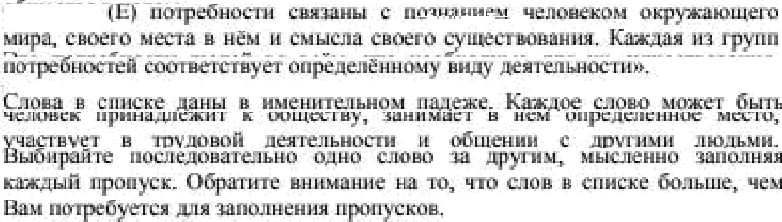 (Е) потребности связаны с познанием человеком окружающего
мира, своего места в нём и смысла своего существования. Каждая из групп
потребностей соответствует определённому виду деятельности».
Слова в списке даны в именительном падеже. Каждое слово может быть
человек принадлежит к обществу, занимает в нём определённое место,
участвует в трудовой деятельности и общении с другими людьми.
Выбирайте последовательно одно слово за другим, мысленно заполняя
каждый пропуск. Обратите внимание на то, что слов в списке больше, чем
Вам потребуется для заполнения пропусков.